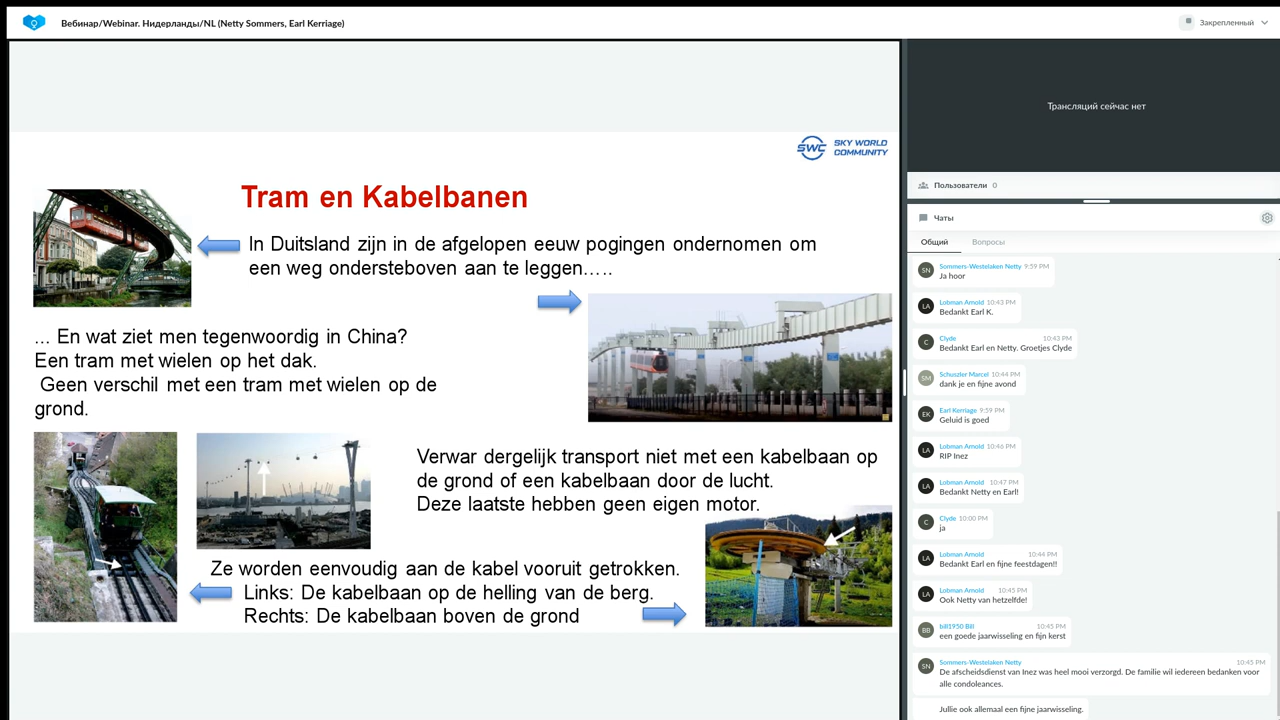 Вебинар/Webinar. Нидерланды/NL (Netty Sommers, Earl Kerriage)
Закрепленный
SWC SKY WORLD
COMMUNITY
Tram en Kabelbanen
In Duitsland zijn in de afgelopen eeuw pogingen ondernomen om
een weg ondersteboven aan te leggen…..
... En wat ziet men tegenwoordig in China?
Een tram met wielen op het dak.
Geen verschil met een tram met wielen op de
grond.
Verwar dergelijk transport niet met een kabelbaan op
de grond of een kabelbaan door de lucht.
Deze laatste hebben geen eigen motor.
Ze worden eenvoudig aan de kabel vooruit getrokken.
Links: De kabelbaan op de helling van de berg.
Rechts: De kabelbaan boven de grond
Трансляций сейчас нет
Пользователи 0
Чаты
Общий Вопросы
SN Sommers-Westelaken Netty 9:59 PM
Ja hoor
LA Lobman Arnold 10:43 PM
Bedankt Earl K.
C Clyde 10:43 PM
Bedankt Earl en Netty. Groetjes Clyde
SM Schuszler Marcel 10:44 PM
dank je en fijne avond
EK Earl Kerriage 9:59 PM
Geluid is goed
LA Lobman Arnold 10:46 PM
RIP Inez
LA Lobman Arnold 10:47 PM
Bedankt Netty en Earl!
C Clyde 10:00 PM
ja
LA Lobman Arnold 10:44 PM
Bedankt Earl en fijne feestdagen!!
LA Lobman Arnold 10:45 PM
Ook Netty van hetzelfde!
BB bill1950 Bill 10:45 PM
een goede jaarwisseling en fijn kerst
SN Sommers-Westelaken Netty 10:45 PM
De afscheidsdienst van Inez was heel mooi verzorgd. De familie wil iedereen bedanken voor
alle condoleances.
Jullie ook allemaal een fijne jaarwisseling.